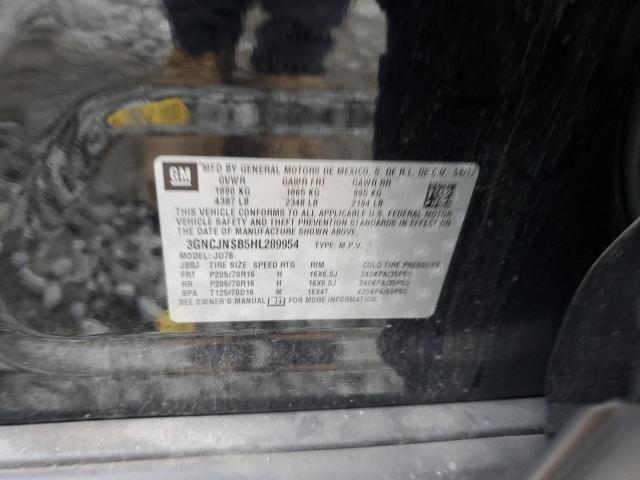 GM
MFD BY GENERAL MOTORS DE MEXICO, S. DE R.L. DE C.V.
GVWR GAWR FRT GAWR RR
1990 KG 1065 KG 995 KG
4387 LB 2348 LB 2194 LB
THIS VEHICLE CONFORMS TO ALL APPLICABLE U.S. FEDERAL MOTOR
VEHICLE SAFETY AND THEFT PREVENTION STANDARDS IN EFFECT ON
THE DATE OF MANUFACTURE SHOWN ABOVE.
3GNCJNSB5HL289954 TYPE: M.P.V.
MODEL: JU76
JBBJ TIRE SIZE SPEED RTG RIM COLD TIRE PRESSURE
FRT P205/70R16 H 16X6.5J 240KPA(35PSI)
RR P205/70R16 H 16X6.5J 240KPA(35PSI)
SPA T125/70D16 M 16X4T 420KPA(60PSI)
SEE OWNER'S MANUAL FOR MORE INFORMATION.